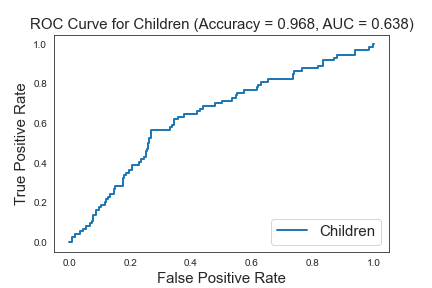 ROC Curve for Children (Accuracy = 0.968, AUC = 0.638)
True Positive Rate
1.0
0.8
0.6
0.4
0.2
0.0
Children
0.0 0.2 0.4 0.6 0.8 1.0
False Positive Rate